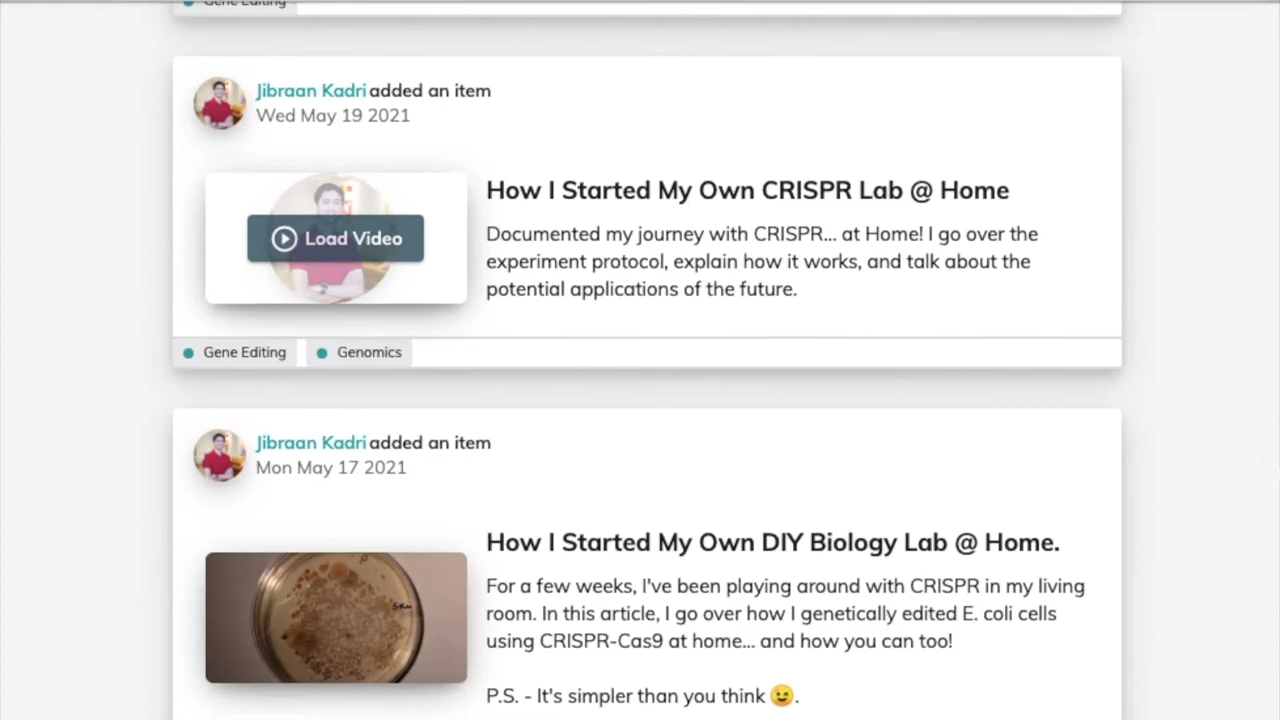 Gene Editing
Jibraan Kadri added an item
Wed May 19 2021
Load Video
How I Started My Own CRISPR Lab @ Home
Documented my journey with CRISPR... at Home! I go over the
experiment protocol, explain how it works, and talk about the
potential applications of the future.
Gene Editing
Genomics
Jibraan Kadri added an item
Mon May 17 2021
How I Started My Own DIY Biology Lab @ Home.
For a few weeks, I've been playing around with CRISPR in my living
room. In this article, I go over how I genetically edited E. coli cells
using CRISPR-Cas9 at home... and how you can too!
P.S. - It's simpler than you think 😉.